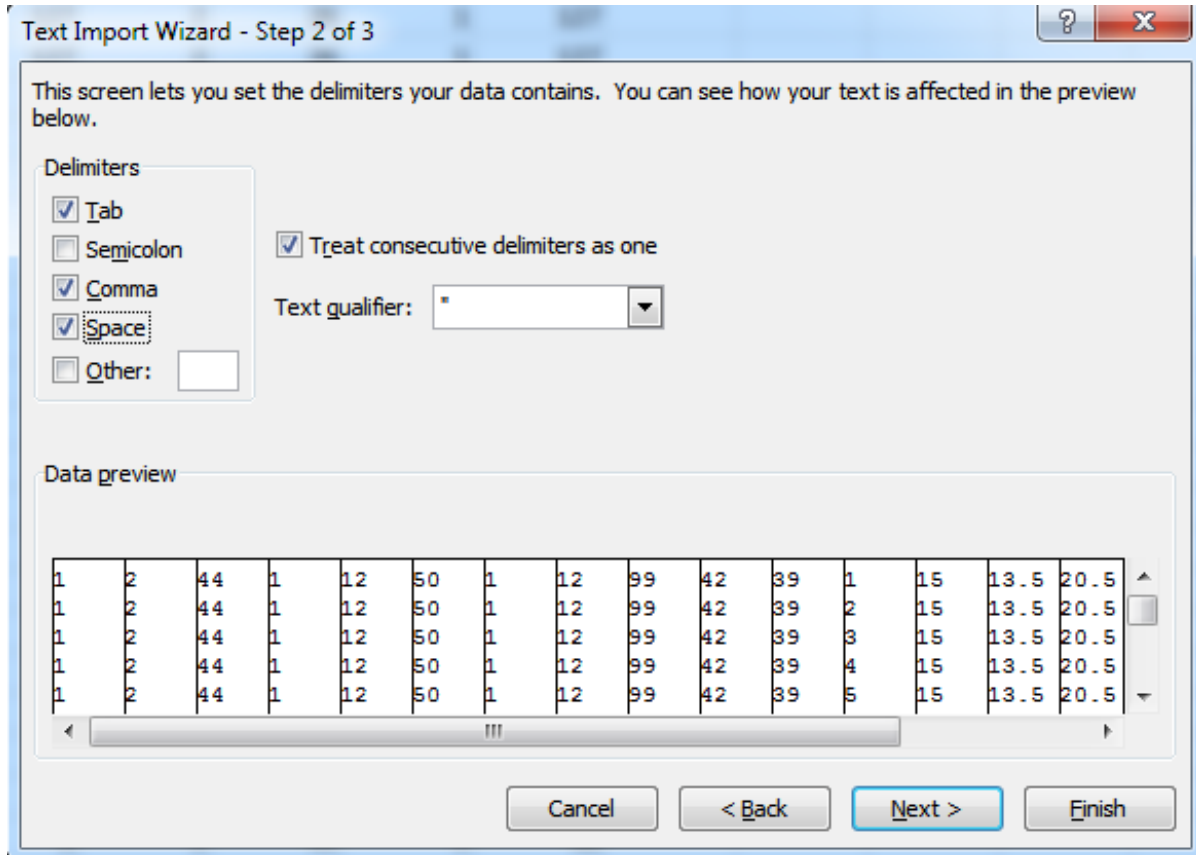 Text Import Wizard - Step 2 of 3
This screen lets you set the delimiters your data contains. You can see how your text is affected in the preview
below.
Delimiters
Tab
Semicolon
Comma
Space
Other:
Treat consecutive delimiters as one
Text qualifier: "
Data preview
1 2 44 1 12 50 1 12 99 42 39 1 15 13.5 20.5
1 2 44 1 12 50 1 12 99 42 39 2 15 13.5 20.5
1 2 44 1 12 50 1 12 99 42 39 3 15 13.5 20.5
1 2 44 1 12 50 1 12 99 42 39 4 15 13.5 20.5
1 2 44 1 12 50 1 12 99 42 39 5 15 13.5 20.5
Cancel < Back Next > Finish